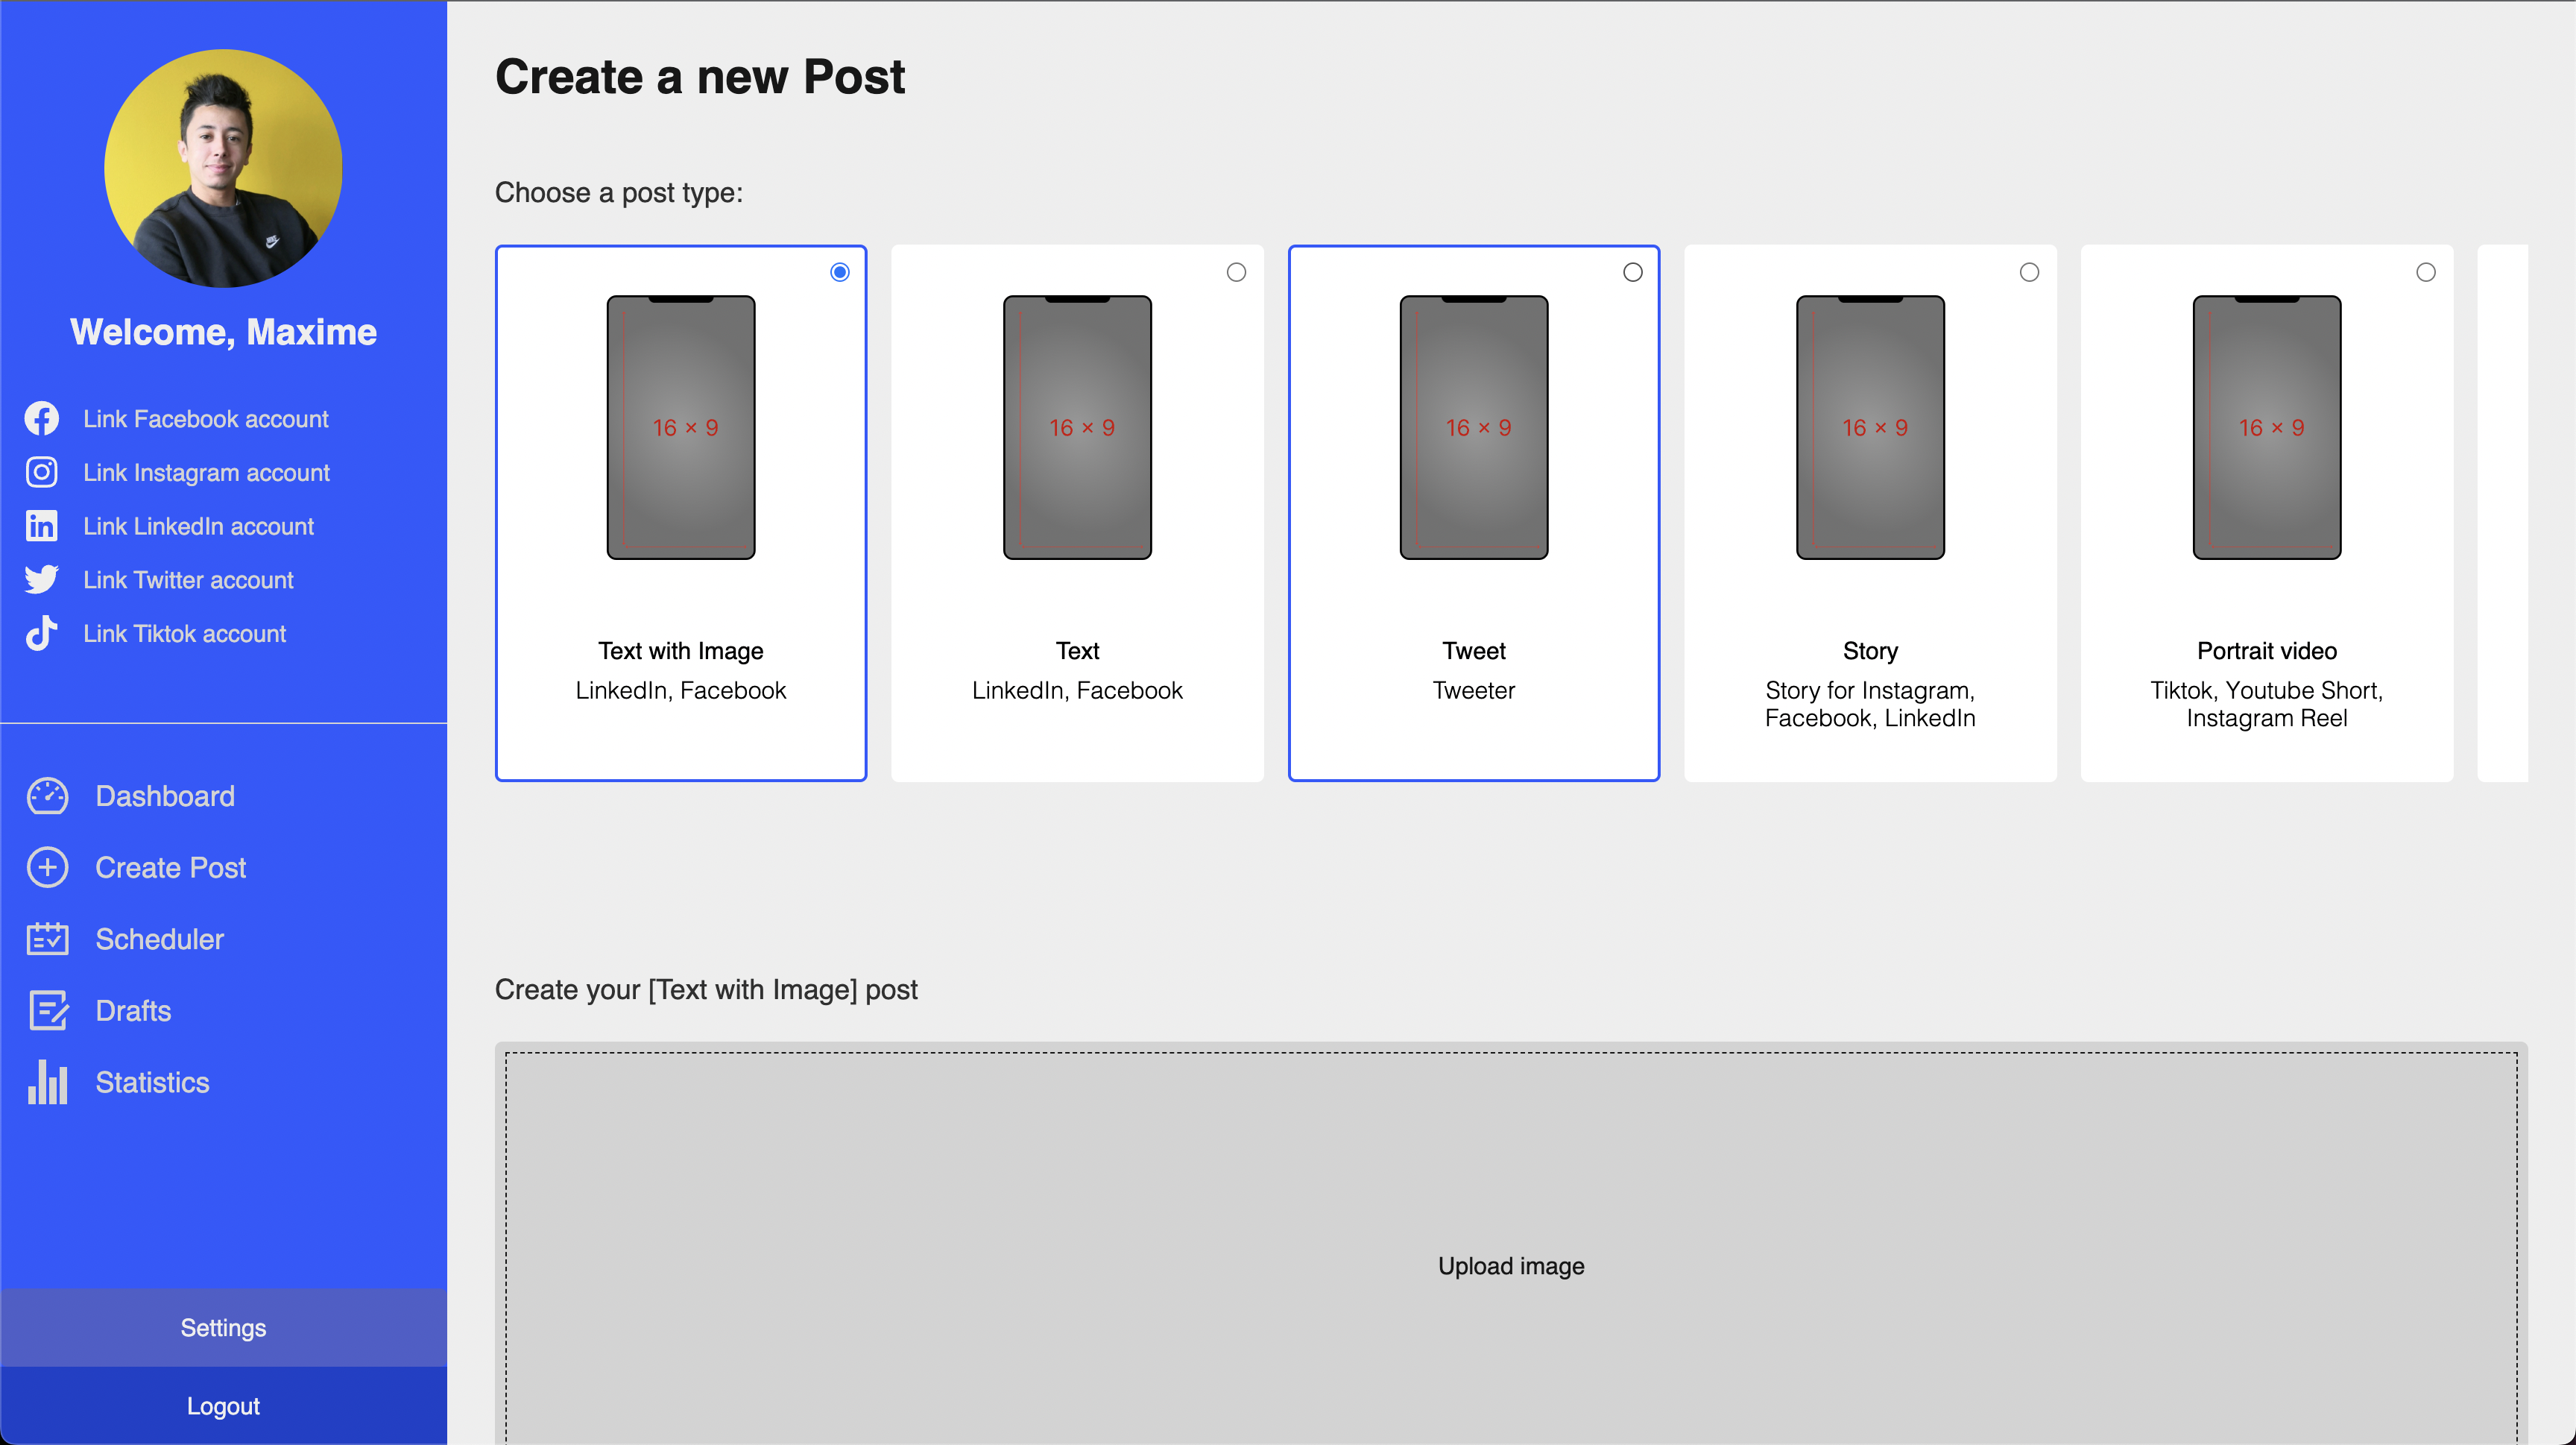 Welcome, Maxime
Link Facebook account
Link Instagram account
Link LinkedIn account
Link Twitter account
Link Tiktok account
Dashboard
Create Post
Scheduler
Drafts
Statistics
Settings
Logout
Create a new Post
Choose a post type:
16 × 9
Text with Image
LinkedIn, Facebook
16 × 9
Text
LinkedIn, Facebook
16 × 9
Tweet
Tweeter
16 × 9
Story
Story for Instagram,
Facebook, LinkedIn
16 × 9
Portrait video
Tiktok, Youtube Short,
Instagram Reel
Create your [Text with Image] post
Upload image